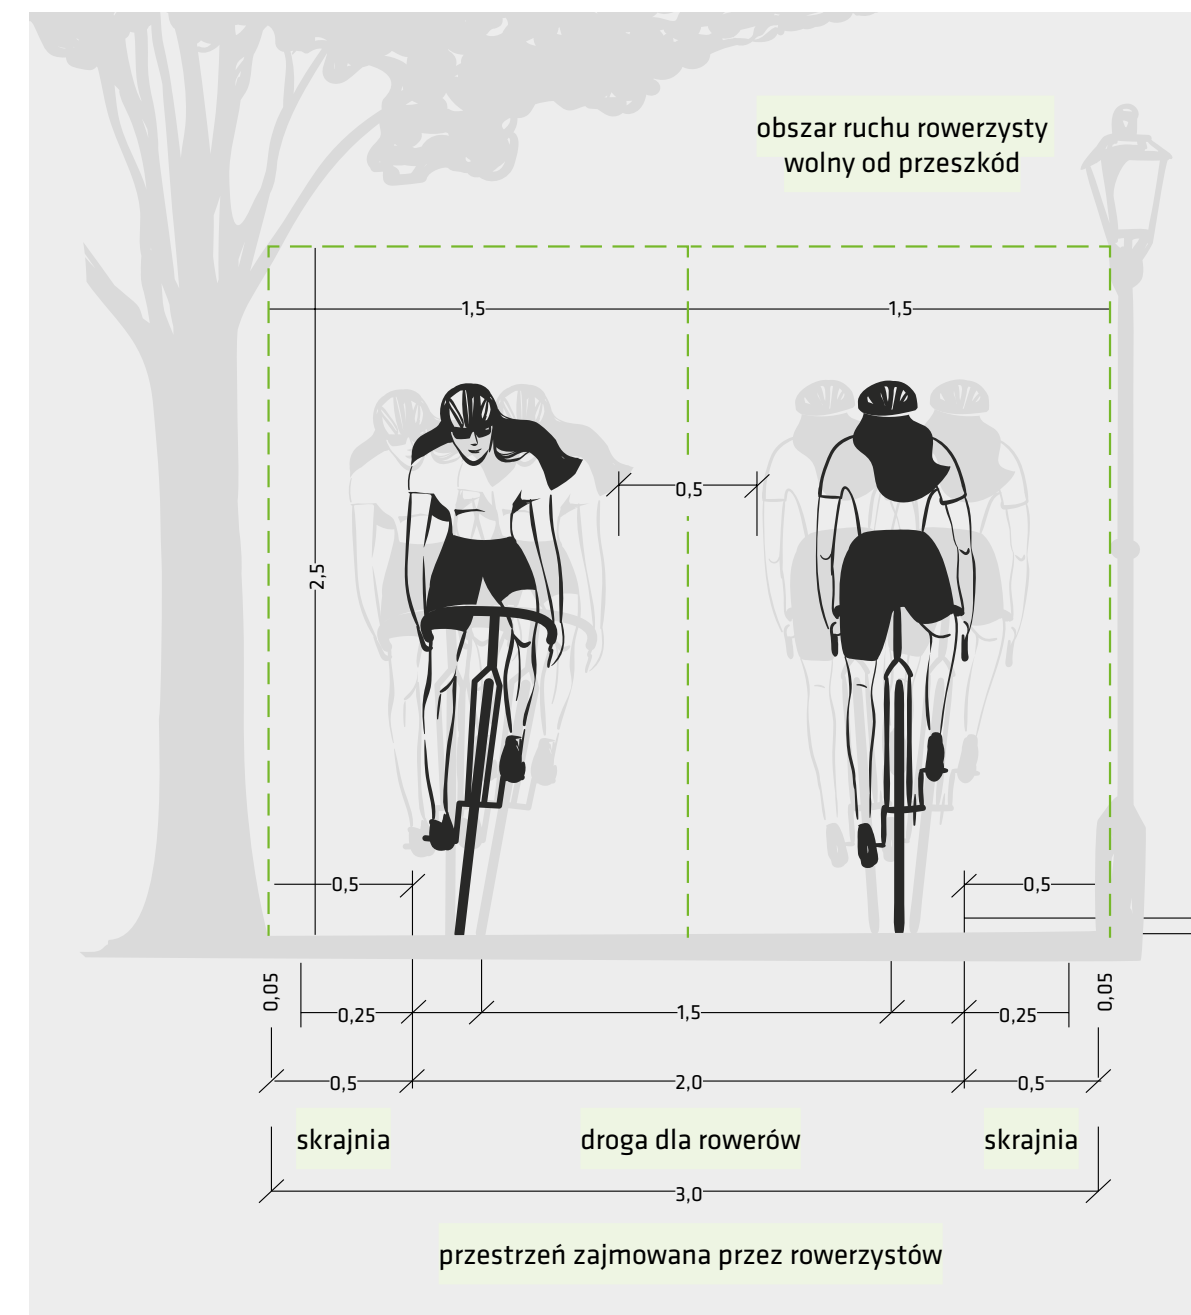 obszar ruchu rowerzysty
wolny od przeszkód
1,5
1,5
0,5
2,5
0,5
0,5
0,05
0,05
0,25
1,5
0,25
0,5
2,0
0,5
skrajnia
droga dla rowerów
skrajnia
3,0
przestrzeń zajmowana przez rowerzystów